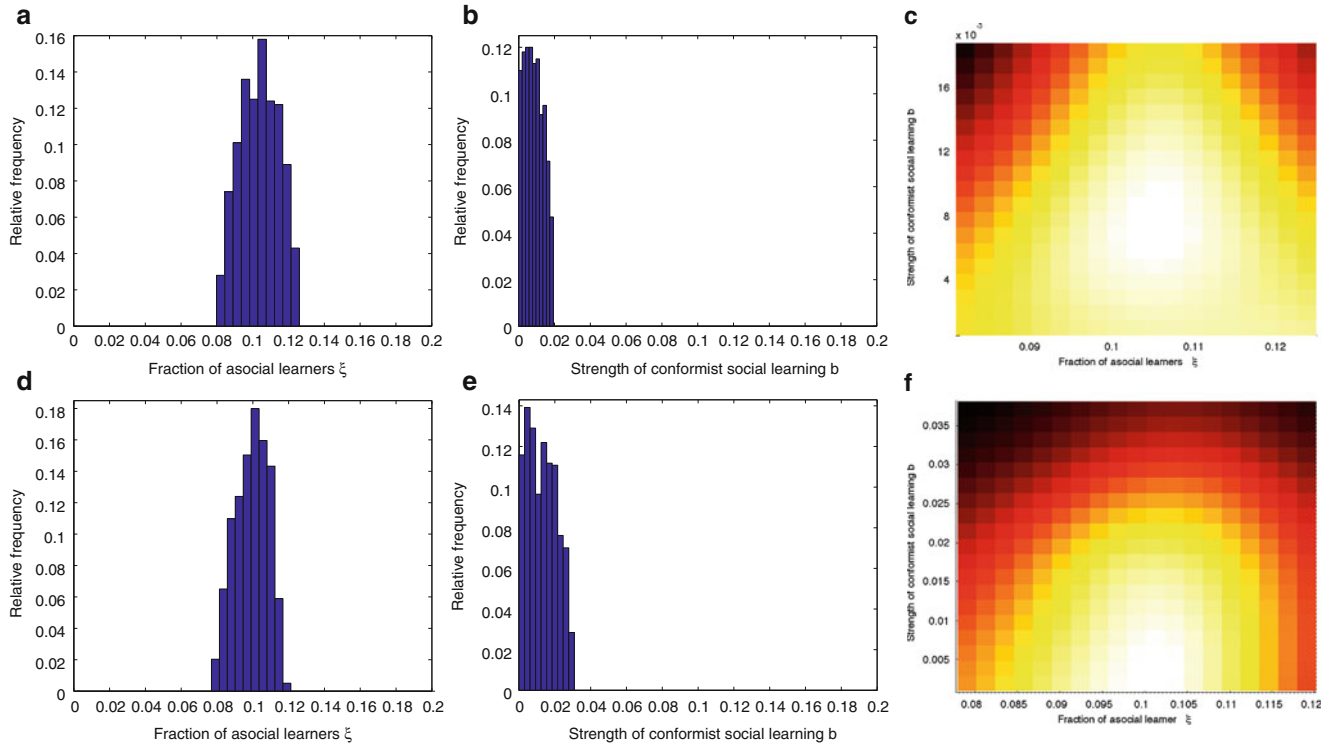 a
0.16
0.14
0.12
0.1
0.08
0.06
0.04
0.02
0
Relative frequency
0 0.02 0.04 0.06 0.08 0.1 0.12 0.14 0.16 0.18 0.2
Fraction of asocial learners ξ
b
0.12
0.1
0.08
0.06
0.04
0.02
0
Relative frequency
0 0.02 0.04 0.06 0.08 0.1 0.12 0.14 0.16 0.18 0.2
Strength of conformist social learning b
c
x 10⁻³
16
12
8
4
Strength of conformist social learning b
0.09 0.1 0.11 0.12
Fraction of asocial learners ξ
d
0.18
0.16
0.14
0.12
0.1
0.08
0.06
0.04
0.02
0
Relative frequency
0 0.02 0.04 0.06 0.08 0.1 0.12 0.14 0.16 0.18 0.2
Fraction of asocial learners ξ
e
0.14
0.12
0.1
0.08
0.06
0.04
0.02
0
Relative frequency
0 0.02 0.04 0.06 0.08 0.1 0.12 0.14 0.16 0.18 0.2
Strength of conformist social learning b
f
0.035
0.03
0.025
0.02
0.015
0.01
0.005
Strength of conformist social learning b
0.08 0.085 0.09 0.095 0.1 0.105 0.11 0.115 0.12
Fraction of asocial learner ξ